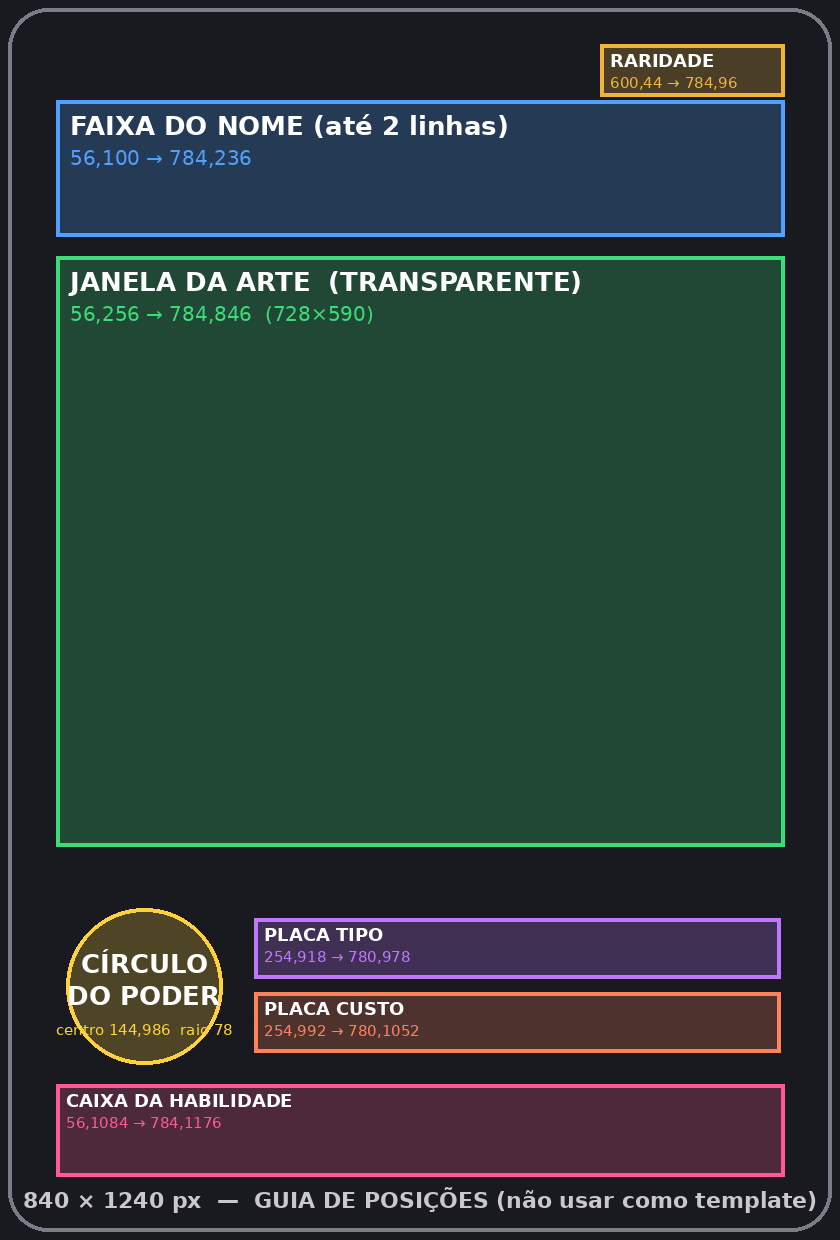 RARIDADE
600,44 → 784,96
FAIXA DO NOME (até 2 linhas)
56,100 → 784,236
JANELA DA ARTE  (TRANSPARENTE)
56,256 → 784,846  (728×590)
CÍRCULO
DO PODER
centro 144,986  raio 78
PLACA TIPO
254,918 → 780,978
PLACA CUSTO
254,992 → 780,1052
CAIXA DA HABILIDADE
56,1084 → 784,1176
840 × 1240 px  —  GUIA DE POSIÇÕES (não usar como template)